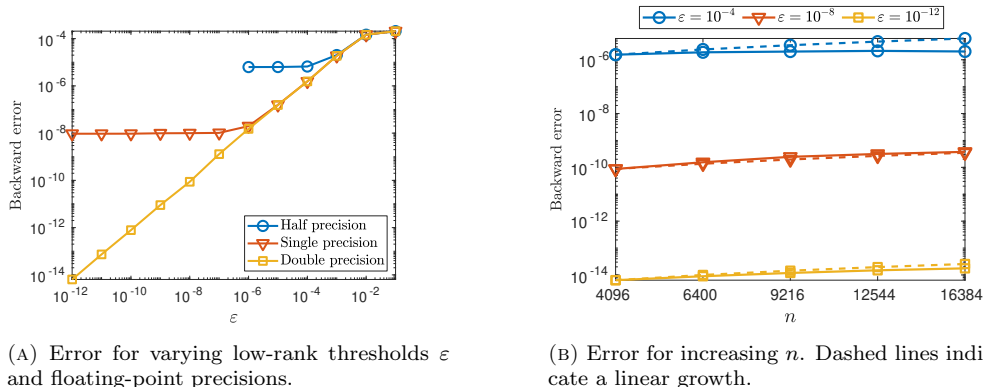 10^-4
10^-6
10^-8
10^-10
10^-12
10^-14
Backward error
Half precision
Single precision
Double precision
10^-12
10^-10
10^-8
10^-6
10^-4
10^-2
ε
(A) Error for varying low-rank thresholds ε
and floating-point precisions.
ε = 10^-4
ε = 10^-8
ε = 10^-12
10^-6
10^-8
10^-10
10^-12
10^-14
Backward error
4096
6400
9216
12544
16384
n
(B) Error for increasing n. Dashed lines indi
cate a linear growth.